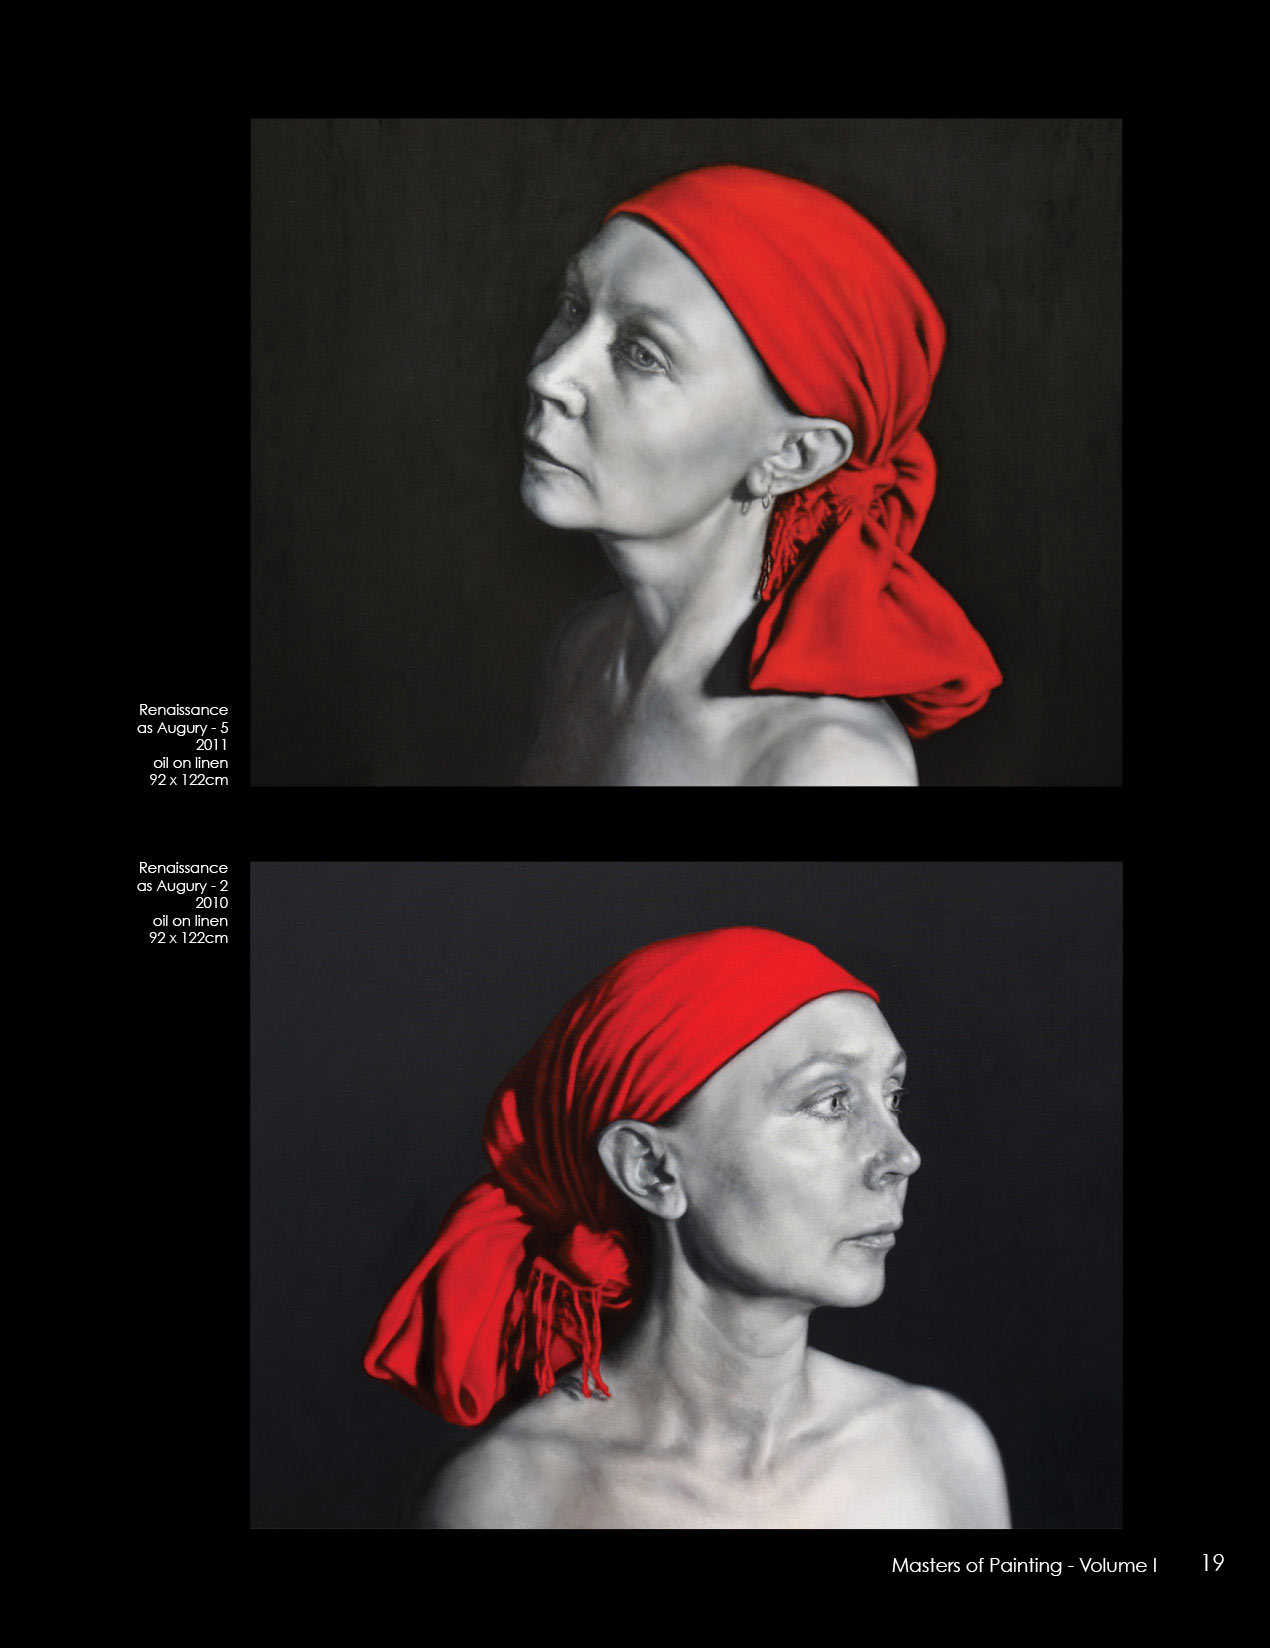 Renaissance
as Augury - 5
2011
oil on linen
92 x 122cm
Renaissance
as Augury - 2
2010
oil on linen
92 x 122cm
Masters of Painting - Volume I 19